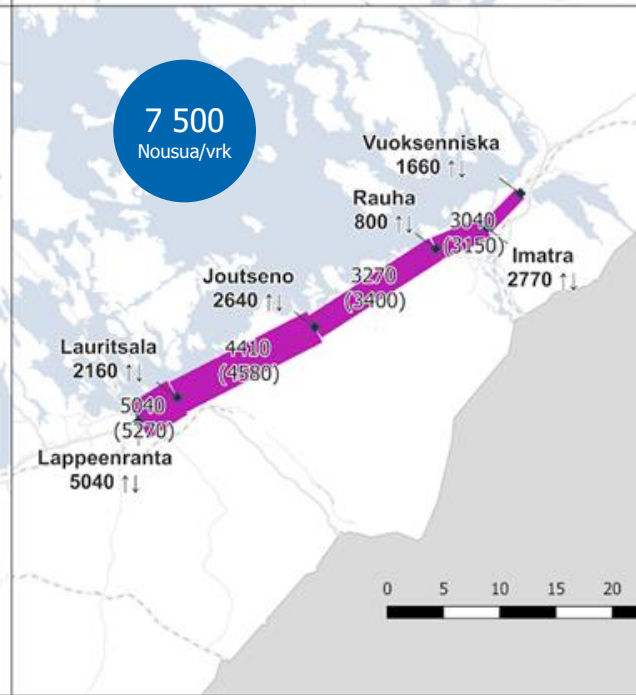 7 500
Nousua/vrk
Vuoksenniska
1660 ↑↓
Rauha
800 ↑↓
3040
(3150)
Imatra
2770 ↑↓
Joutseno
2640 ↑↓
3270
(3400)
Lauritsala
2160 ↑↓
4410
(4580)
5040
(5270)
Lappeenranta
5040 ↑↓
0 5 10 15 20